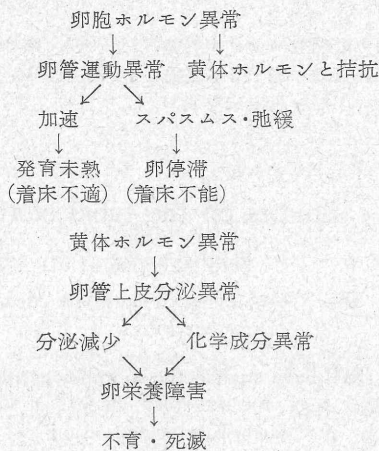 卵胞ホルモン異常
卵管運動異常 黄体ホルモンと拮抗
加速 スパスムス・弛緩
発育未熟 卵停滞
(着床不適) (着床不能)
黄体ホルモン異常
卵管上皮分泌異常
分泌減少 化学成分異常
卵栄養障害
不育・死滅